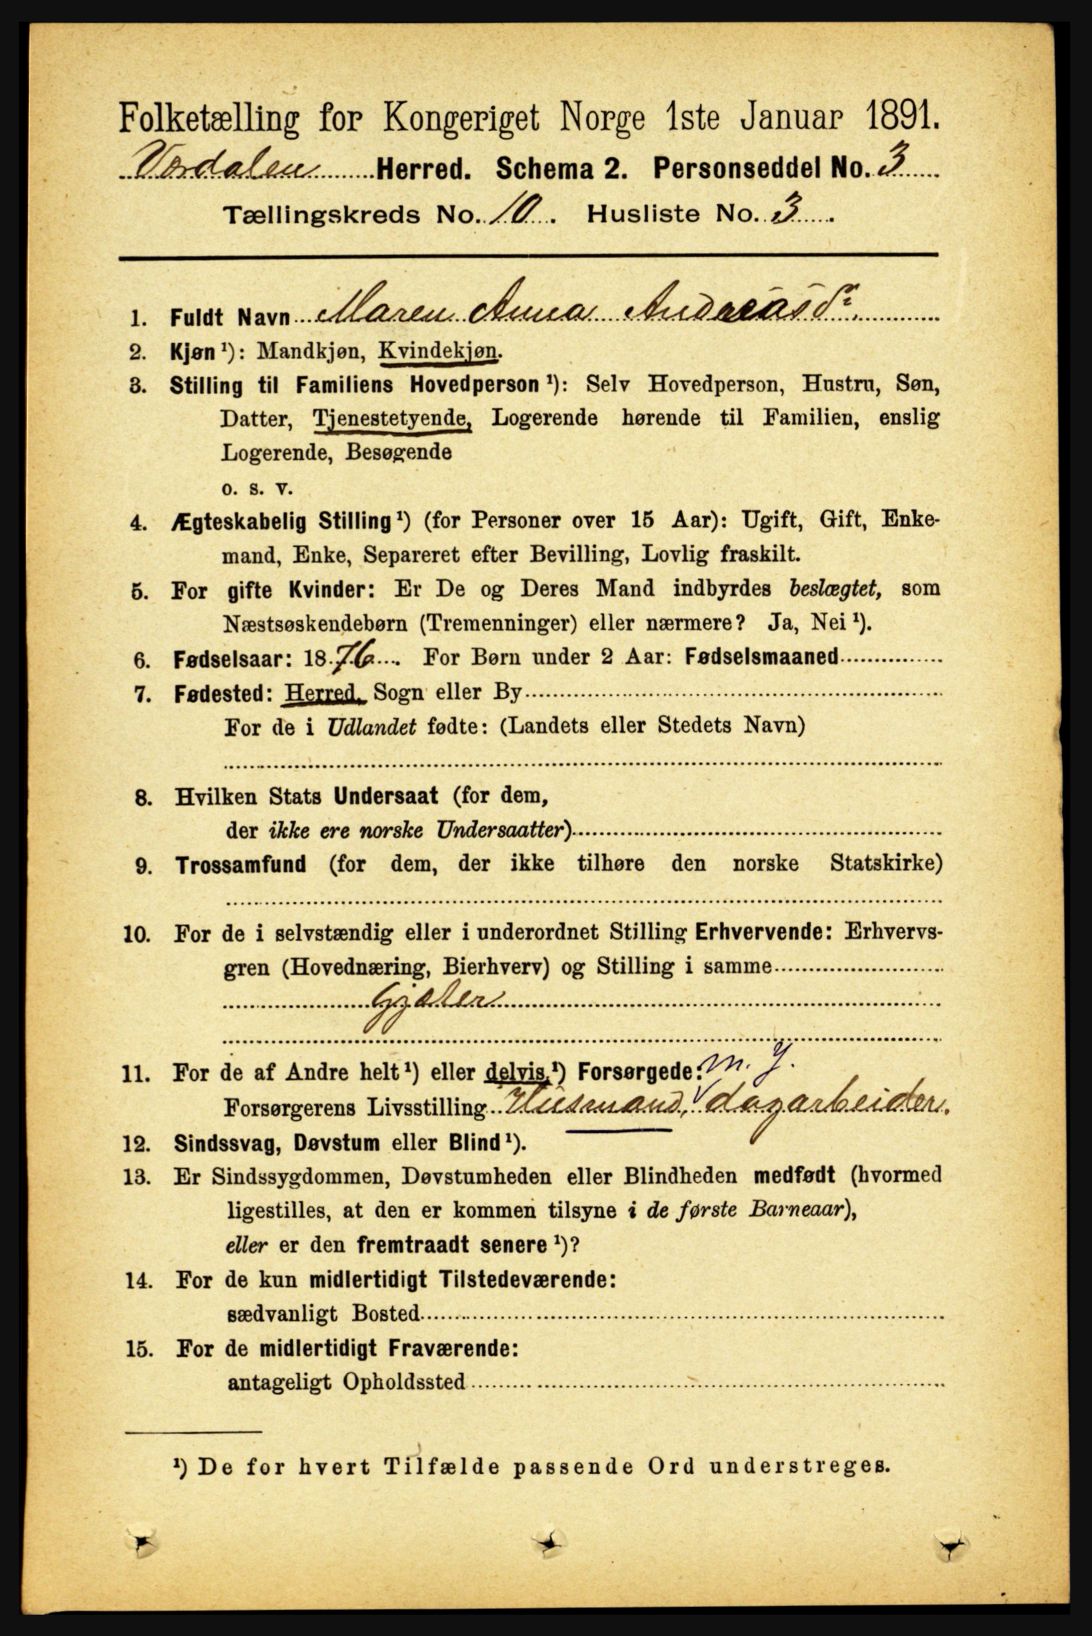 Folketælling for Kongeriget Norge 1ste Januar 1891.
Værdalen Herred. Schema 2. Personseddel No. 3
Tællingskreds No. 10. Husliste No. 3.
1. Fuldt Navn Maren Anna Andreasdr.
2. Kjøn ¹): Mandkjøn, Kvindekjøn.
3. Stilling til Familiens Hovedperson ¹): Selv Hovedperson, Hustru, Søn,
Datter, Tjenestetyende, Logerende hørende til Familien, enslig
Logerende, Besøgende
o. s. v.
4. Ægteskabelig Stilling ¹) (for Personer over 15 Aar): Ugift, Gift, Enke-
mand, Enke, Separeret efter Bevilling, Lovlig fraskilt.
5. For gifte Kvinder: Er De og Deres Mand indbyrdes beslægtet, som
Næstsøskendebørn (Tremenninger) eller nærmere? Ja, Nei ¹).
6. Fødselsaar: 1876. For Børn under 2 Aar: Fødselsmaaned
7. Fødested: Herred, Sogn eller By
For de i Udlandet fødte: (Landets eller Stedets Navn)
8. Hvilken Stats Undersaat (for dem,
der ikke ere norske Undersaatter)
9. Trossamfund (for dem, der ikke tilhøre den norske Statskirke)
10. For de i selvstændig eller i underordnet Stilling Erhvervende: Erhvervs-
gren (Hovednæring, Bierhverv) og Stilling i samme
Gjæter
11. For de af Andre helt ¹) eller delvis, ¹) Forsørgede: m. J.
Forsørgerens Livsstilling Husmand, dagarbeider.
12. Sindssvag, Døvstum eller Blind ¹).
13. Er Sindssygdommen, Døvstumheden eller Blindheden medfødt (hvormed
ligestilles, at den er kommen tilsyne i de første Barneaar),
eller er den fremtraadt senere ¹)?
14. For de kun midlertidigt Tilstedeværende:
sædvanligt Bosted
15. For de midlertidigt Fraværende:
antageligt Opholdssted
¹) De for hvert Tilfælde passende Ord understreges.